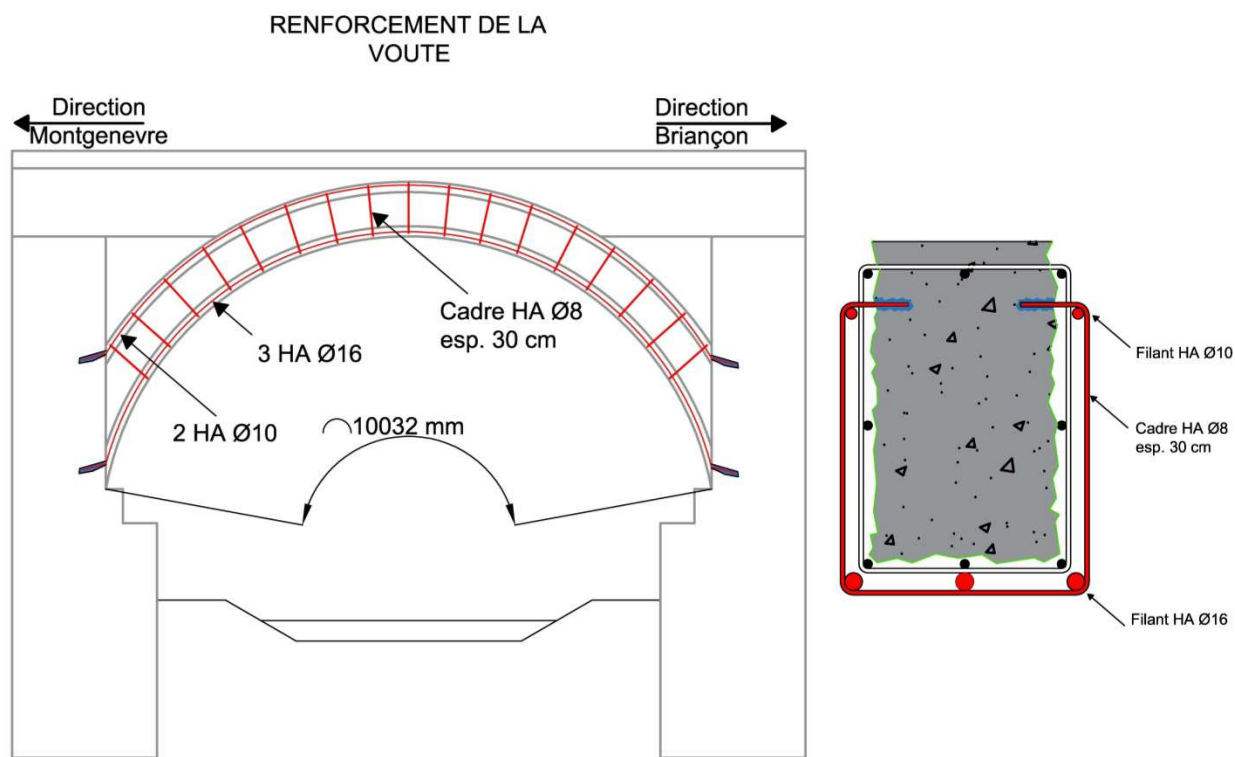 RENFORCEMENT DE LA
VOUTE
Direction
Montgenevre
Direction
Briançon
Cadre HA Ø8
esp. 30 cm
3 HA Ø16
2 HA Ø10
10032 mm
Filant HA Ø10
Cadre HA Ø8
esp. 30 cm
Filant HA Ø16